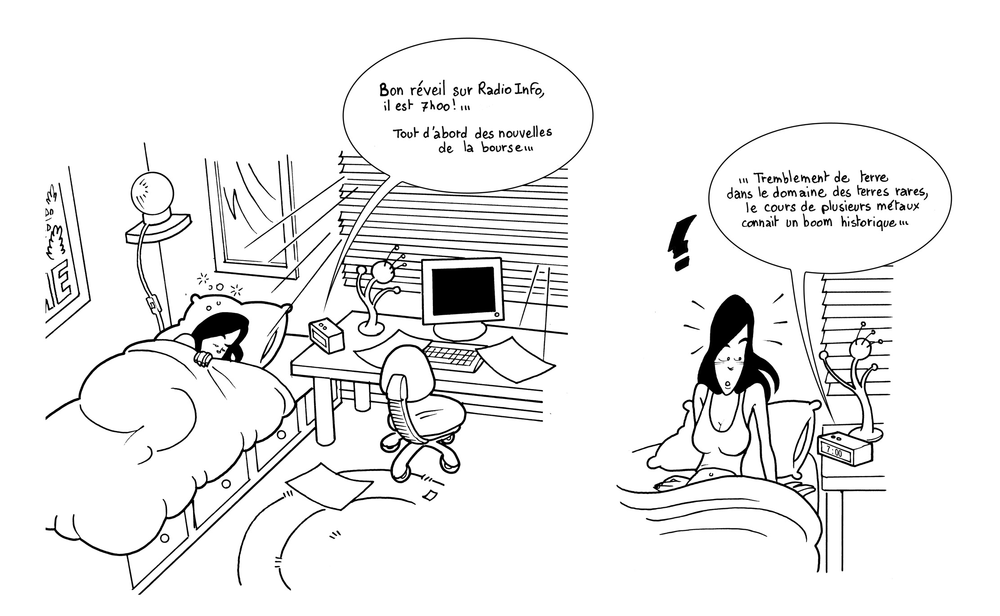 Bon réveil sur Radio Info,
il est 7h00!...
Tout d'abord des nouvelles
de la bourse...
... Tremblement de terre
dans le domaine des terres rares,
le cours de plusieurs métaux
connait un boom historique...
!
7:00